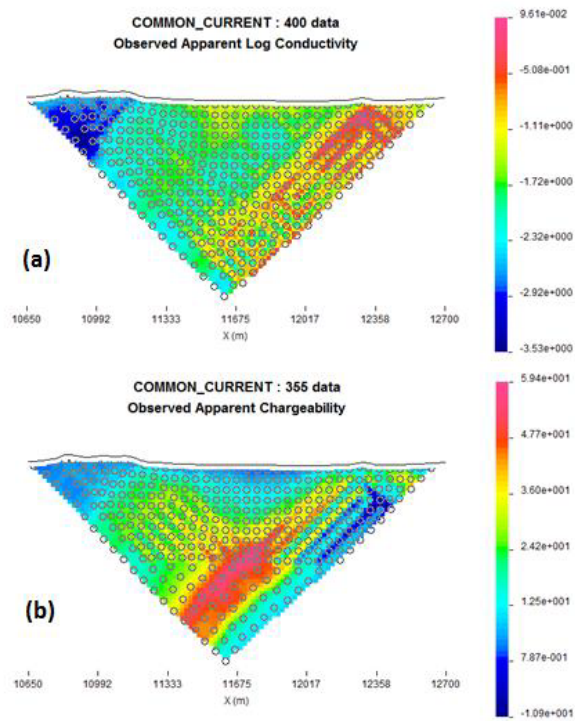 COMMON_CURRENT : 400 data
Observed Apparent Log Conductivity
9.61e-002
-5.08e-001
-1.11e+000
-1.72e+000
-2.32e+000
-2.92e+000
-3.53e+000
(a)
10650 10992 11333 11675 12017 12358 12700
X (m)
COMMON_CURRENT : 355 data
Observed Apparent Chargeability
5.94e+001
4.77e+001
3.60e+001
2.42e+001
1.25e+001
7.87e-001
-1.09e+001
(b)
10650 10992 11333 11675 12017 12358 12700
X (m)